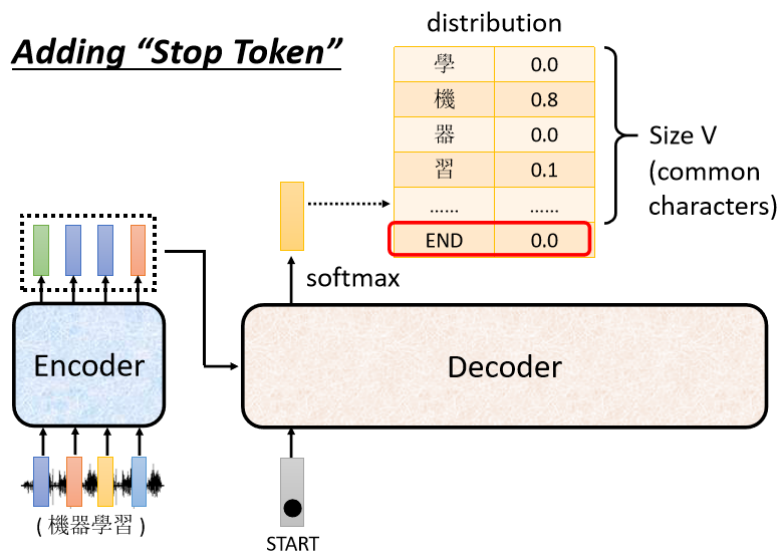 Adding “Stop Token”
distribution
學 0.0
機 0.8
器 0.0
習 0.1
...... ......
END 0.0
Size V
(common
characters)
softmax
Encoder
Decoder
( 機器學習 )
START